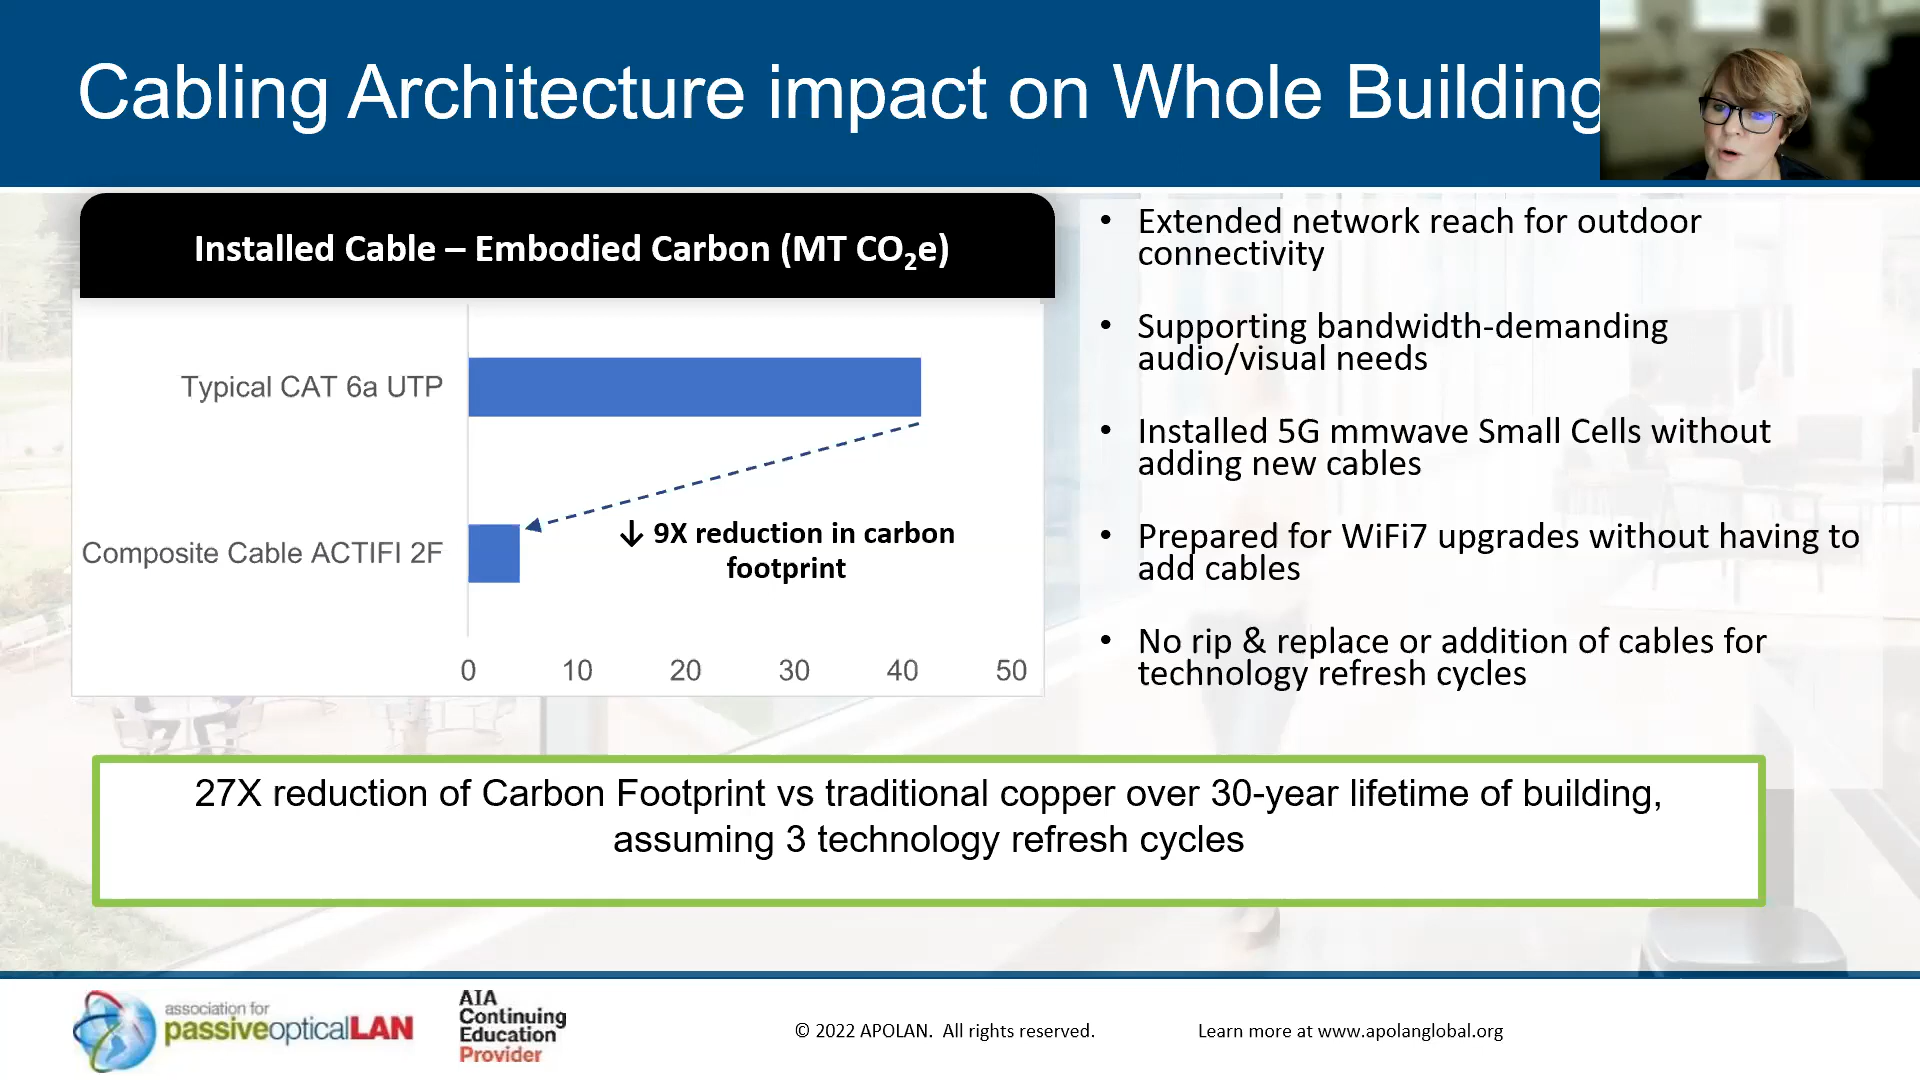 Cabling Architecture impact on Whole Building
Installed Cable – Embodied Carbon (MT CO₂e)
Typical CAT 6a UTP
Composite Cable ACTIFI 2F
↓ 9X reduction in carbon
footprint
0 10 20 30 40 50
• Extended network reach for outdoor
connectivity
• Supporting bandwidth-demanding
audio/visual needs
• Installed 5G mmwave Small Cells without
adding new cables
• Prepared for WiFi7 upgrades without having to
add cables
• No rip & replace or addition of cables for
technology refresh cycles
27X reduction of Carbon Footprint vs traditional copper over 30-year lifetime of building,
assuming 3 technology refresh cycles
association for
passiveopticalLAN
AIA
Continuing
Education
Provider
© 2022 APOLAN. All rights reserved.
Learn more at www.apolanglobal.org